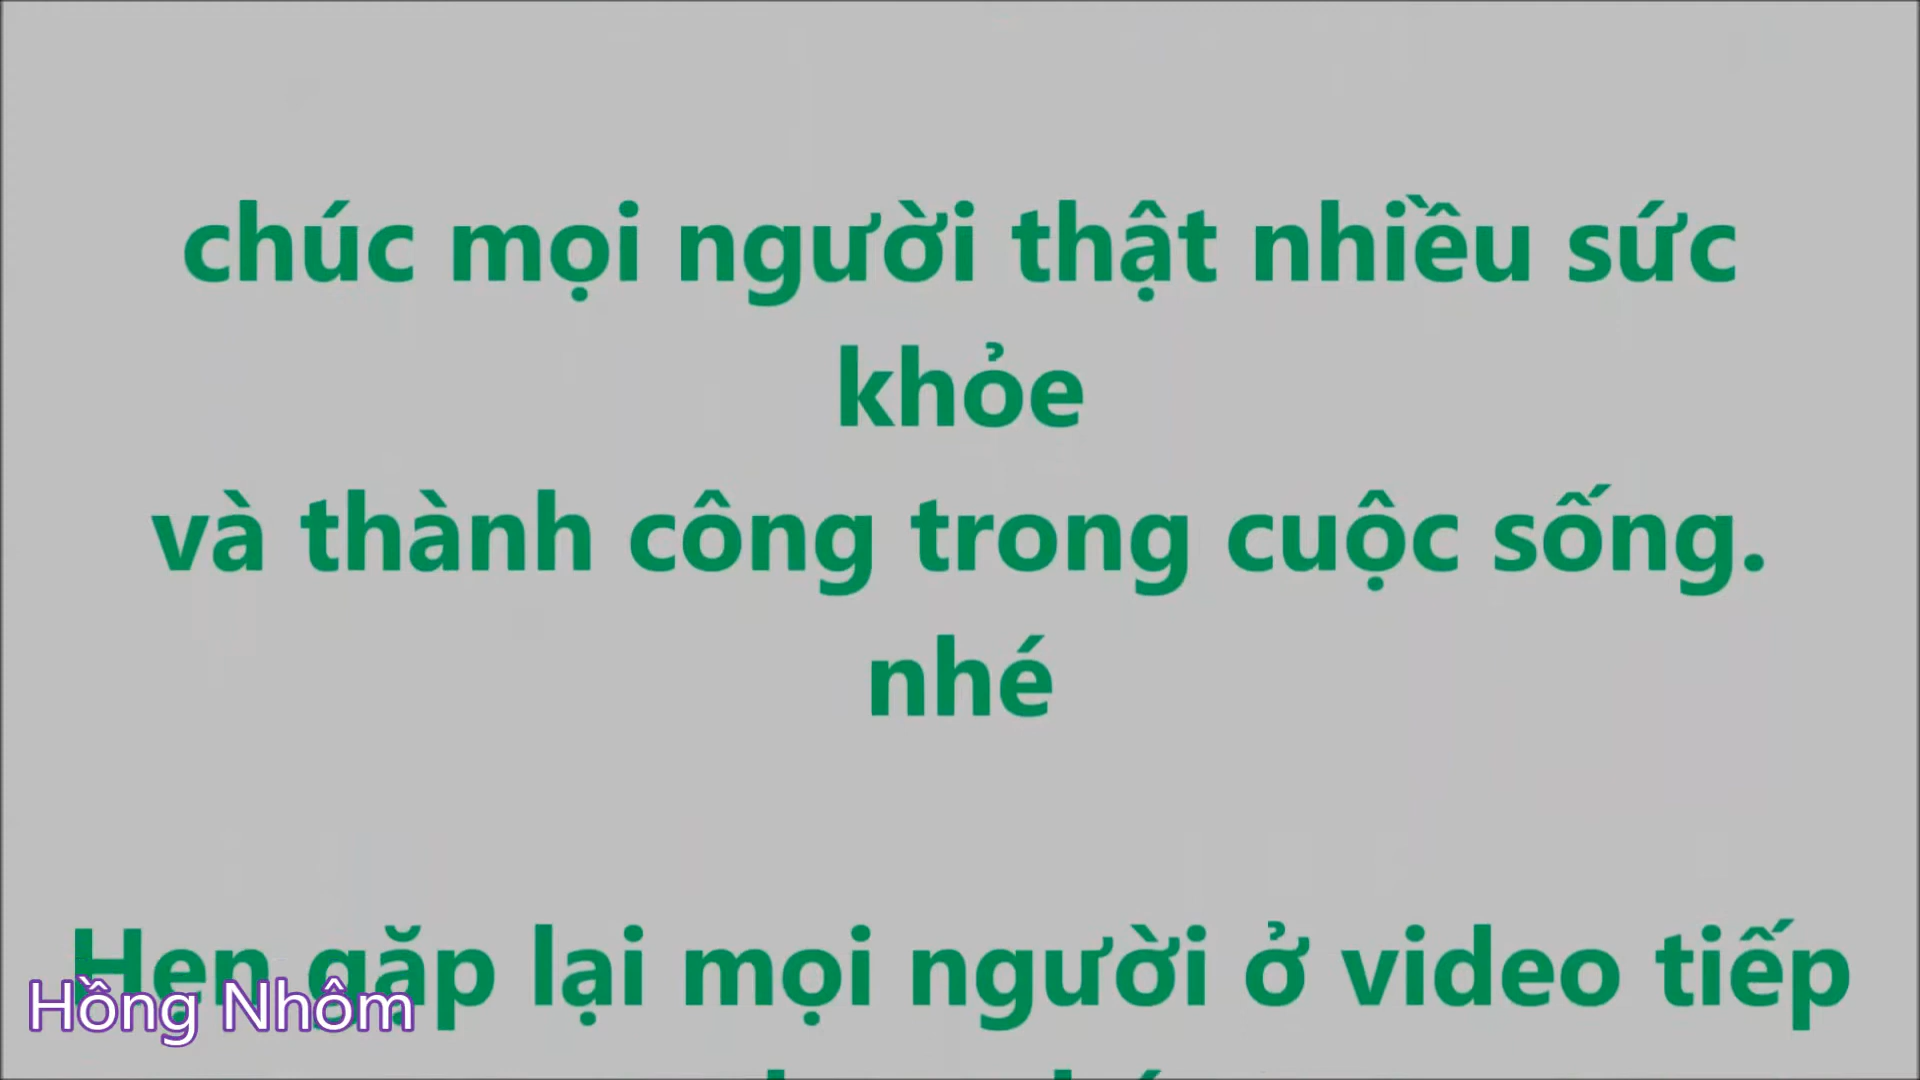 chúc mọi người thật nhiều sức
khỏe
và thành công trong cuộc sống.
nhé
Hẹn gặp lại mọi người ở video tiếp
Hồng Nhôm